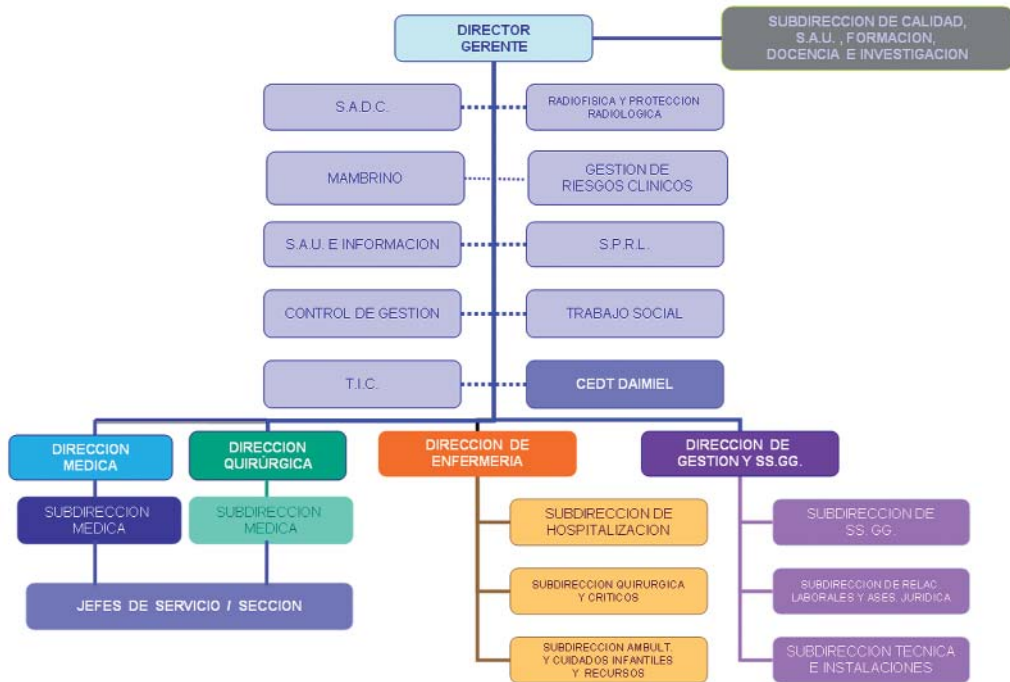 DIRECTOR
GERENTE
SUBDIRECCION DE CALIDAD,
S.A.U. , FORMACION,
DOCENCIA E INVESTIGACION
S.A.D.C.
RADIOFISICA Y PROTECCION
RADIOLOGICA
MAMBRINO
GESTION DE
RIESGOS CLINICOS
S.A.U. E INFORMACION
S.P.R.L.
CONTROL DE GESTION
TRABAJO SOCIAL
T.I.C.
CEDT DAIMIEL
DIRECCION
MEDICA
DIRECCION
QUIRÚRGICA
DIRECCION DE
ENFERMERIA
DIRECCION DE
GESTION Y SS.GG.
SUBDIRECCION
MEDICA
SUBDIRECCION
MEDICA
SUBDIRECCION DE
HOSPITALIZACION
SUBDIRECCION DE
SS. GG.
JEFES DE SERVICIO / SECCION
SUBDIRECCION QUIRURGICA
Y CRITICOS
SUBDIRECCION DE RELAC.
LABORALES Y ASES. JURIDICA
SUBDIRECCION AMBULT.
Y CUIDADOS INFANTILES
Y RECURSOS
SUBDIRECCION TECNICA
E INSTALACIONES